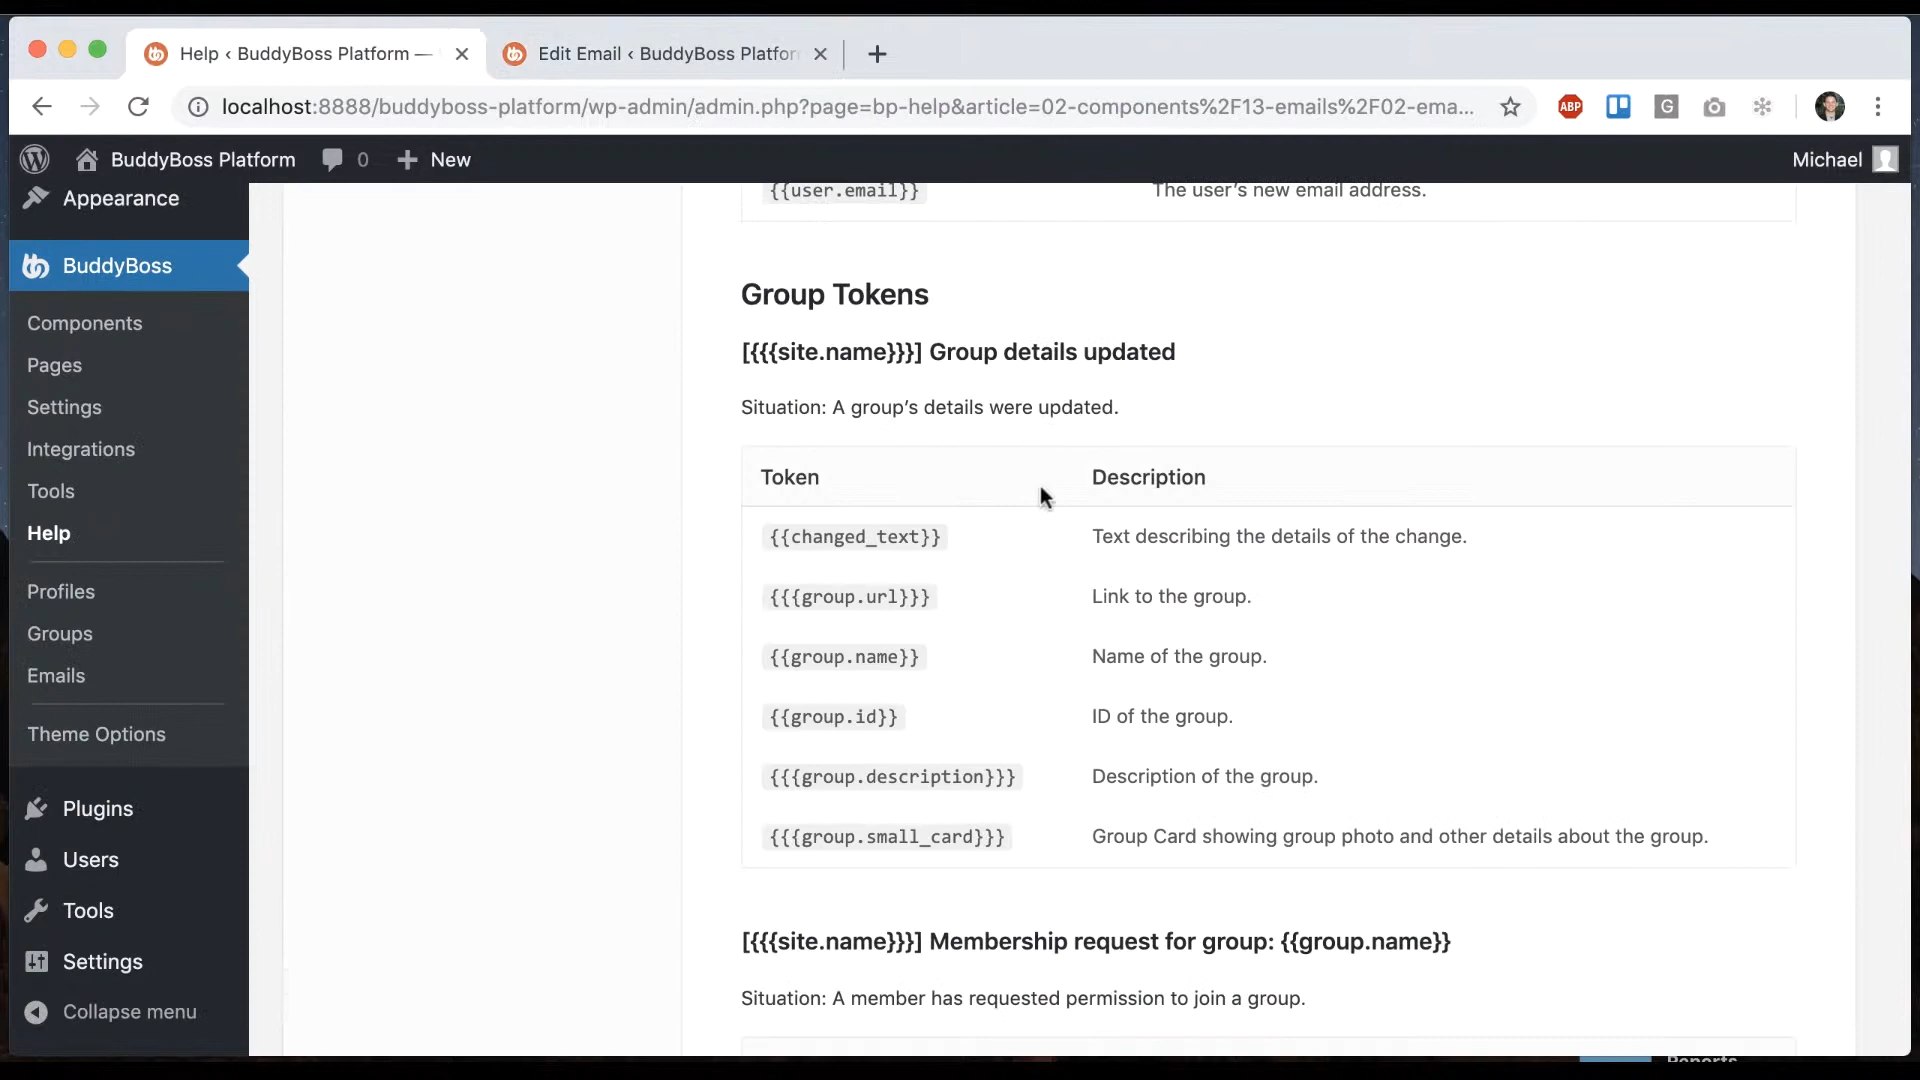 Help ‹ BuddyBoss Platform —
Edit Email ‹ BuddyBoss Platfor
localhost:8888/buddyboss-platform/wp-admin/admin.php?page=bp-help&article=02-components%2F13-emails%2F02-ema...
ABP
G
BuddyBoss Platform
0
New
Michael
Appearance
BuddyBoss
Components
Pages
Settings
Integrations
Tools
Help
Profiles
Groups
Emails
Theme Options
Plugins
Users
Tools
Settings
Collapse menu
{{user.email}} The user's new email address.
Group Tokens
[{{{site.name}}}] Group details updated
Situation: A group's details were updated.
Token Description
{{changed_text}} Text describing the details of the change.
{{{group.url}}} Link to the group.
{{group.name}} Name of the group.
{{group.id}} ID of the group.
{{{group.description}}} Description of the group.
{{{group.small_card}}} Group Card showing group photo and other details about the group.
[{{{site.name}}}] Membership request for group: {{group.name}}
Situation: A member has requested permission to join a group.
Reports